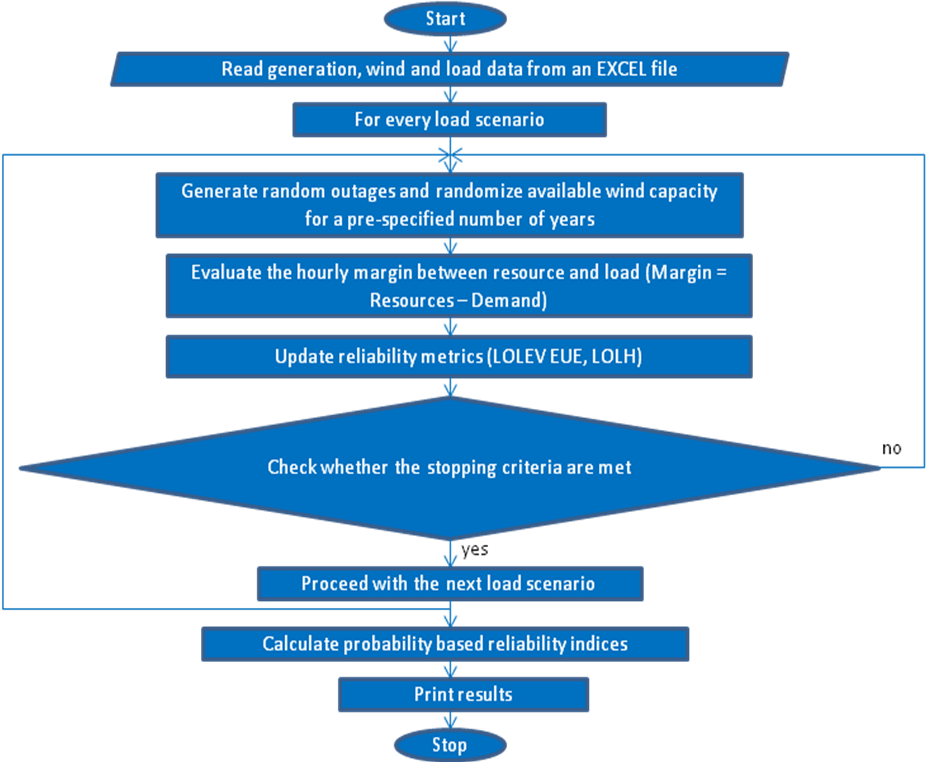 Start
Read generation, wind and load data from an EXCEL file
For every load scenario
Generate random outages and randomize available wind capacity
for a pre-specified number of years
Evaluate the hourly margin between resource and load (Margin =
Resources – Demand)
Update reliability metrics (LOLEV EUE, LOLH)
Check whether the stopping criteria are met
no
yes
Proceed with the next load scenario
Calculate probability based reliability indices
Print results
Stop